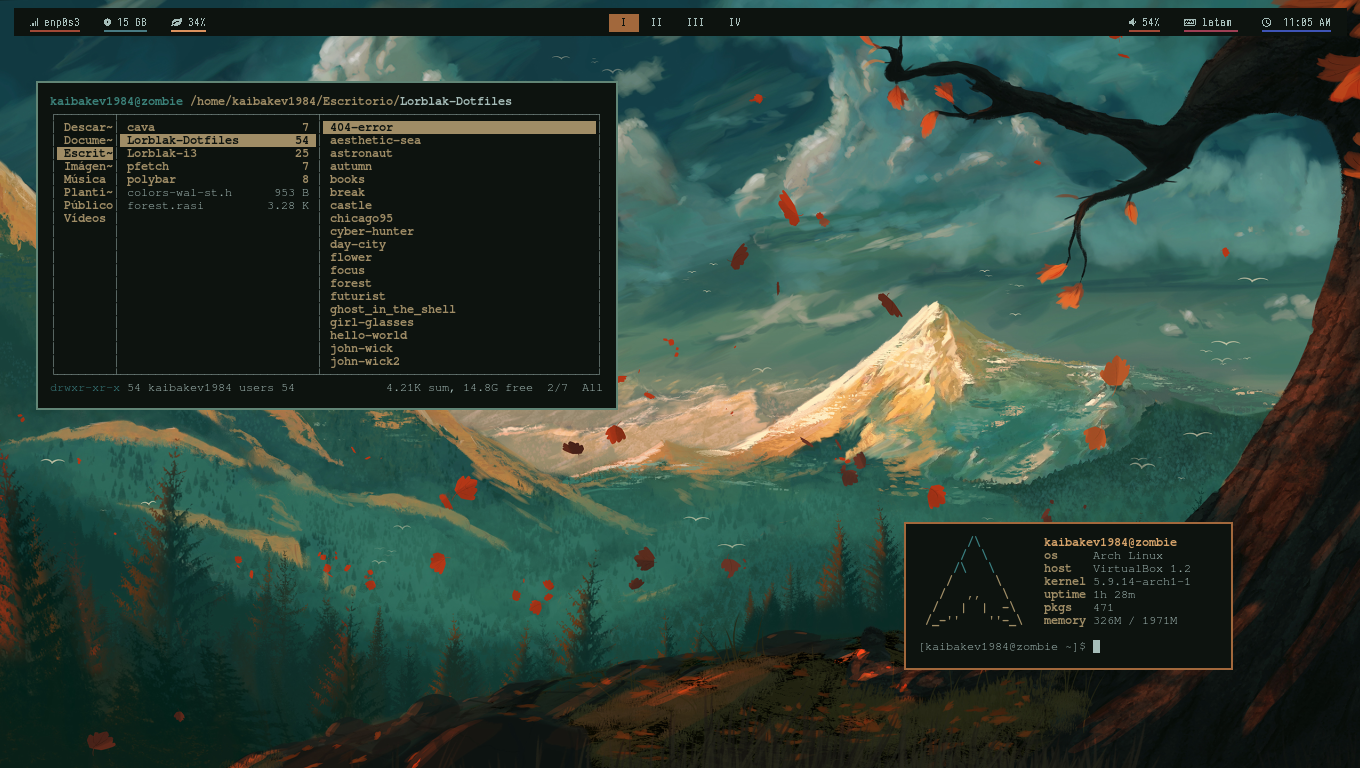 enp0s3 15 GB 34% I II III IV 54% latam 11:05 AM
kaibakev1984@zombie /home/kaibakev1984/Escritorio/Lorblak-Dotfiles
Descar~ cava 7 404-error
Docume~ Lorblak-Dotfiles 54 aesthetic-sea
Escrit~ Lorblak-i3 25 astronaut
Imágen~ pfetch 7 autumn
Música polybar 8 books
Planti~ colors-wal-st.h 953 B break
Público forest.rasi 3.28 K castle
Vídeos chicago95
cyber-hunter
day-city
flower
focus
forest
futurist
ghost_in_the_shell
girl-glasses
hello-world
john-wick
john-wick2
drwxr-xr-x 54 kaibakev1984 users 54 4.21K sum, 14.8G free 2/7 All
kaibakev1984@zombie
os Arch Linux
host VirtualBox 1.2
kernel 5.9.14-arch1-1
uptime 1h 28m
pkgs 471
memory 326M / 1971M
[kaibakev1984@zombie ~]$